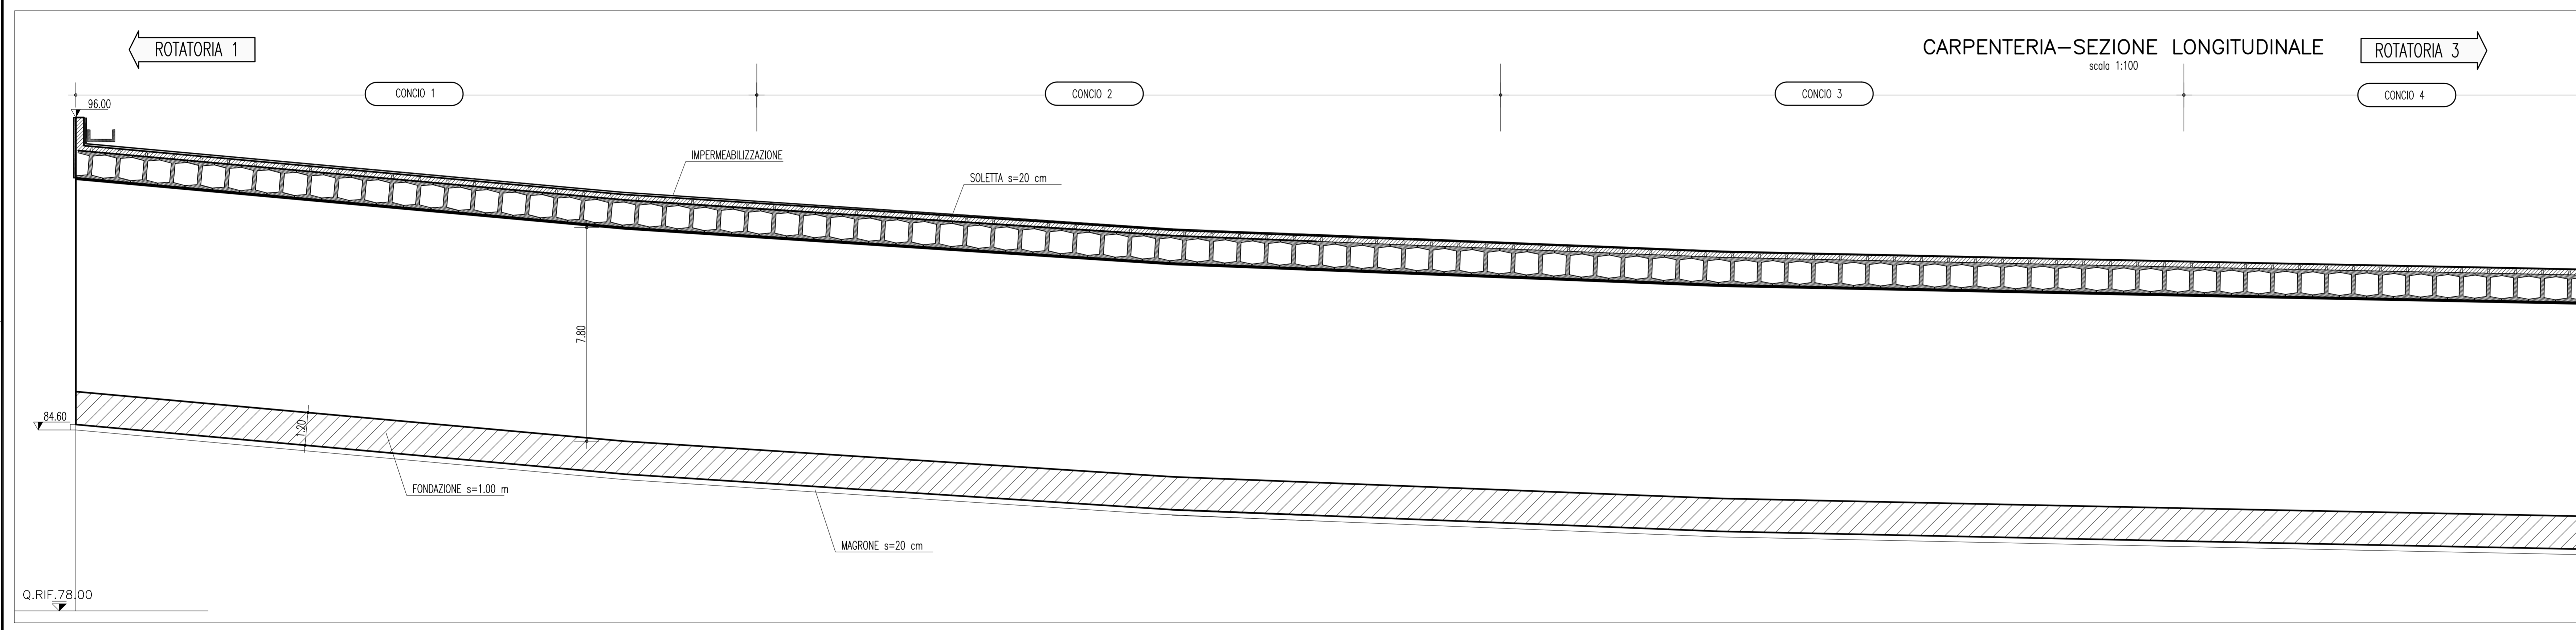 ROTATORIA 1
CARPENTERIA-SEZIONE LONGITUDINALE
scala 1:100
ROTATORIA 3
CONCIO 1
CONCIO 2
CONCIO 3
CONCIO 4
96.00
IMPERMEABILIZZAZIONE
SOLETTA s=20 cm
7.80
84.60
1.20
FONDAZIONE s=1.00 m
MAGRONE s=20 cm
Q.RIF.78.00